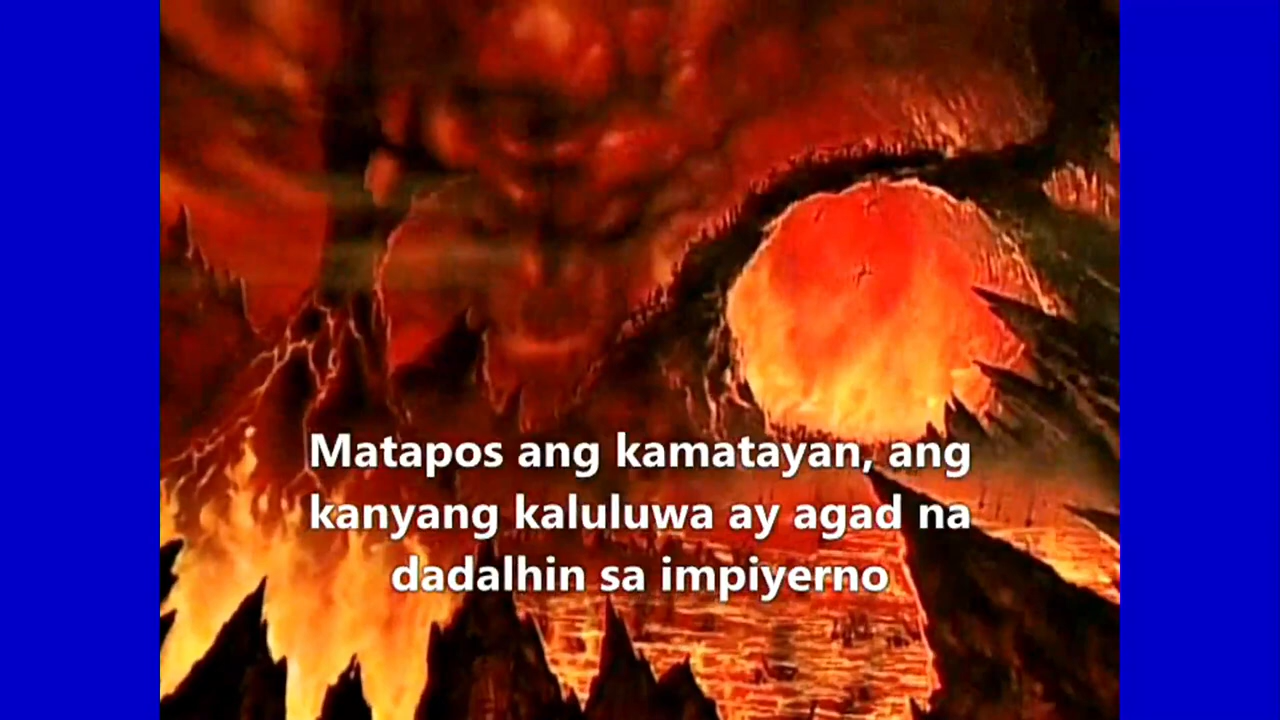 Matapos ang kamatayan, ang
kanyang kaluluwa ay agad na
dadalhin sa impiyerno